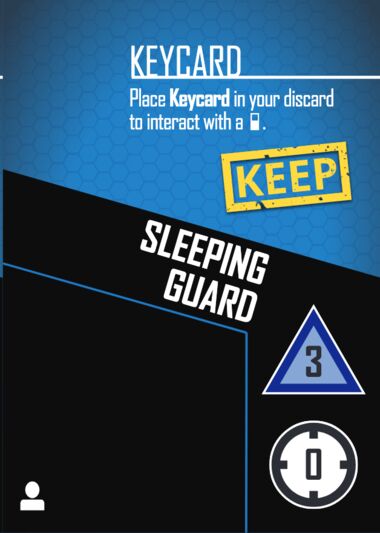 KEYCARD
Place Keycard in your discard
to interact with a .
KEEP
SLEEPING
GUARD
3
0